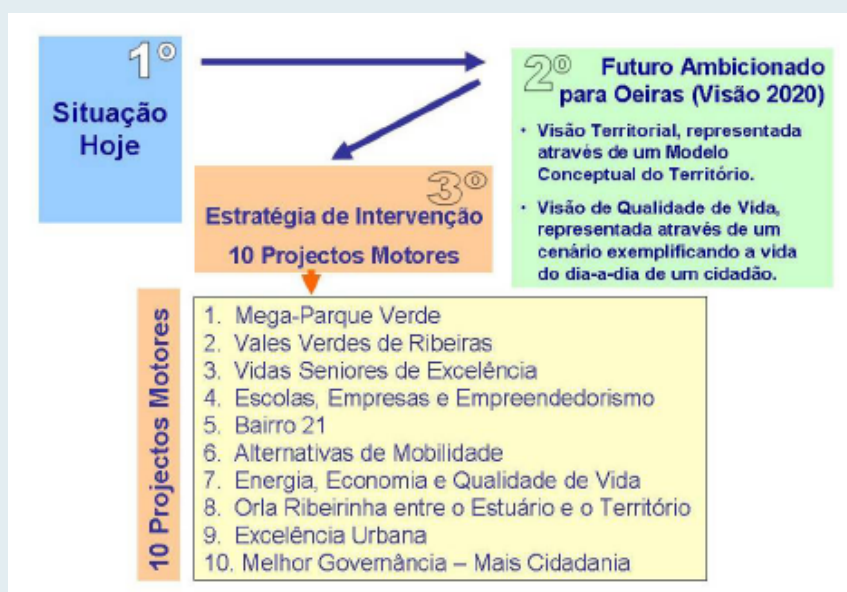 1º
Situação
Hoje
2º Futuro Ambicionado
para Oeiras (Visão 2020)
• Visão Territorial, representada
através de um Modelo
Conceptual do Território.
• Visão de Qualidade de Vida,
representada através de um
cenário exemplificando a vida
do dia-a-dia de um cidadão.
3º
Estratégia de Intervenção
10 Projectos Motores
10 Projectos Motores
1. Mega-Parque Verde
2. Vales Verdes de Ribeiras
3. Vidas Seniores de Excelência
4. Escolas, Empresas e Empreendedorismo
5. Bairro 21
6. Alternativas de Mobilidade
7. Energia, Economia e Qualidade de Vida
8. Orla Ribeirinha entre o Estuário e o Território
9. Excelência Urbana
10. Melhor Governância – Mais Cidadania